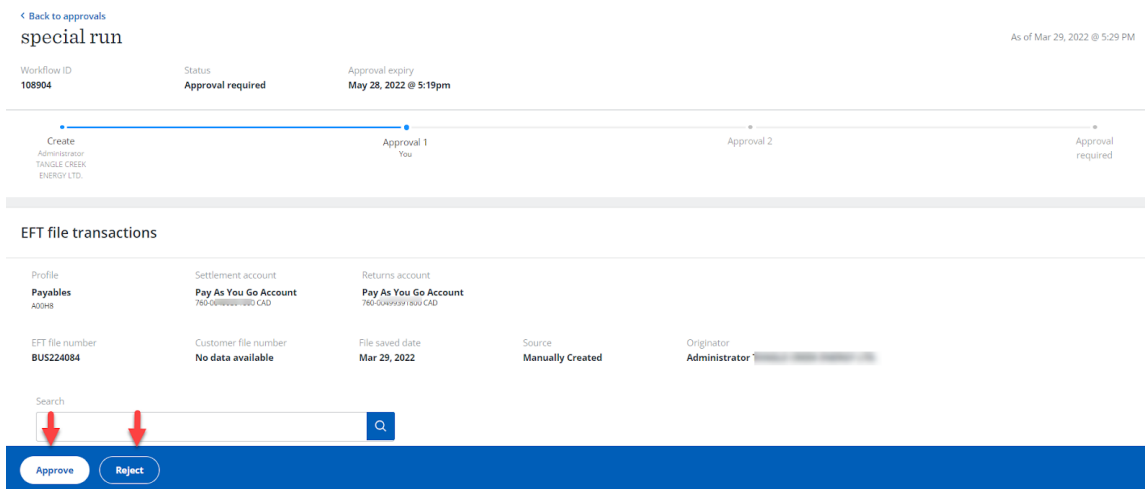 Back to approvals
special run
As of Mar 29, 2022 @ 5:29 PM
Workflow ID
Status
Approval expiry
108904
Approval required
May 28, 2022 @ 5:19pm
Create
Administrator
TANGLE CREEK
ENERGY LTD.
Approval 1
You
Approval 2
Approval
required
EFT file transactions
Profile
Settlement account
Returns account
Payables
Pay As You Go Account
Pay As You Go Account
A00H8
CAD
CAD
EFT file number
Customer file number
File saved date
Source
Originator
BUS224084
No data available
Mar 29, 2022
Manually Created
Administrator
Search
Approve
Reject